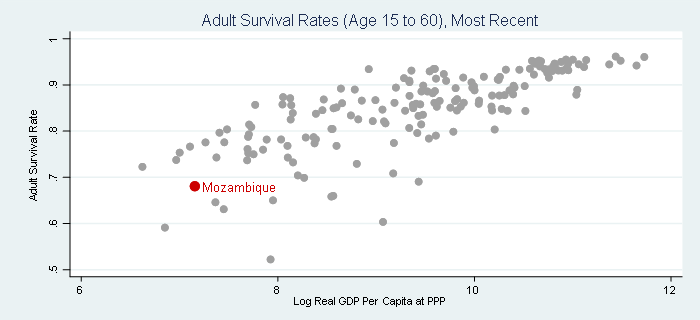 Adult Survival Rates (Age 15 to 60), Most Recent
Adult Survival Rate
1
.9
.8
.7
.6
.5
Mozambique
6
8
10
12
Log Real GDP Per Capita at PPP